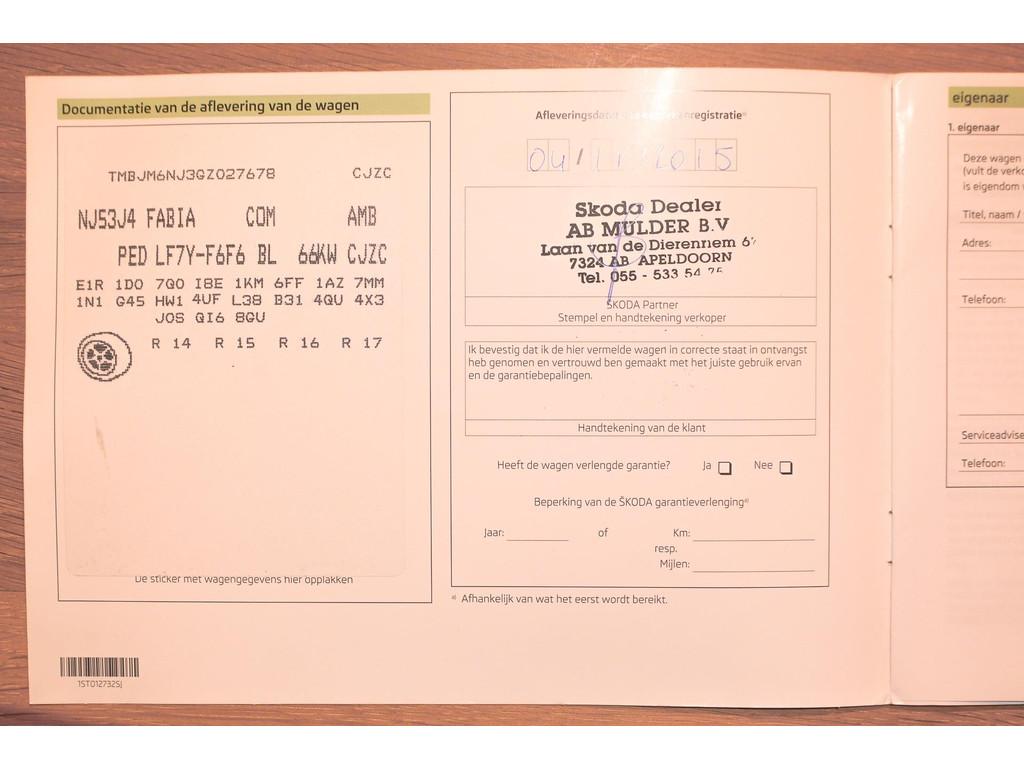 Documentatie van de aflevering van de wagen
TMBJM6NJ3GZ027678 CJZC
NJ53J4 FABIA COM AMB
PED LF7Y-F6F6 BL 66KW CJZC
E1R 1D0 7Q0 I8E 1KM 6FF 1AZ 7MM
1N1 G45 HW1 4UF L38 B31 4QU 4X3
J0S QI6 8GU
R 14 R 15 R 16 R 17
De sticker met wagengegevens hier opplakken
1ST012732SJ
04/11/2015
Skoda Dealer
AB MULDER B.V
Laan van de Dierenriem
7324 AB APELDOORN
Tel. 055 - 533 54
ŠKODA Partner
Stempel en handtekening verkoper
Ik bevestig dat ik de hier vermelde wagen in correcte staat in ontvangst
heb genomen en vertrouwd ben gemaakt met het juiste gebruik ervan
en de garantiebepalingen.
Handtekening van de klant
Heeft de wagen verlengde garantie? Ja Nee
Beperking van de ŠKODA garantieverlenging a)
Jaar: of Km:
resp.
Mijlen:
a) Afhankelijk van wat het eerst wordt bereikt.
eigenaar
1. eigenaar
Deze wagen
(vult de
is eigendom
Titel, naam /
Adres:
Telefoon:
Telefoon: